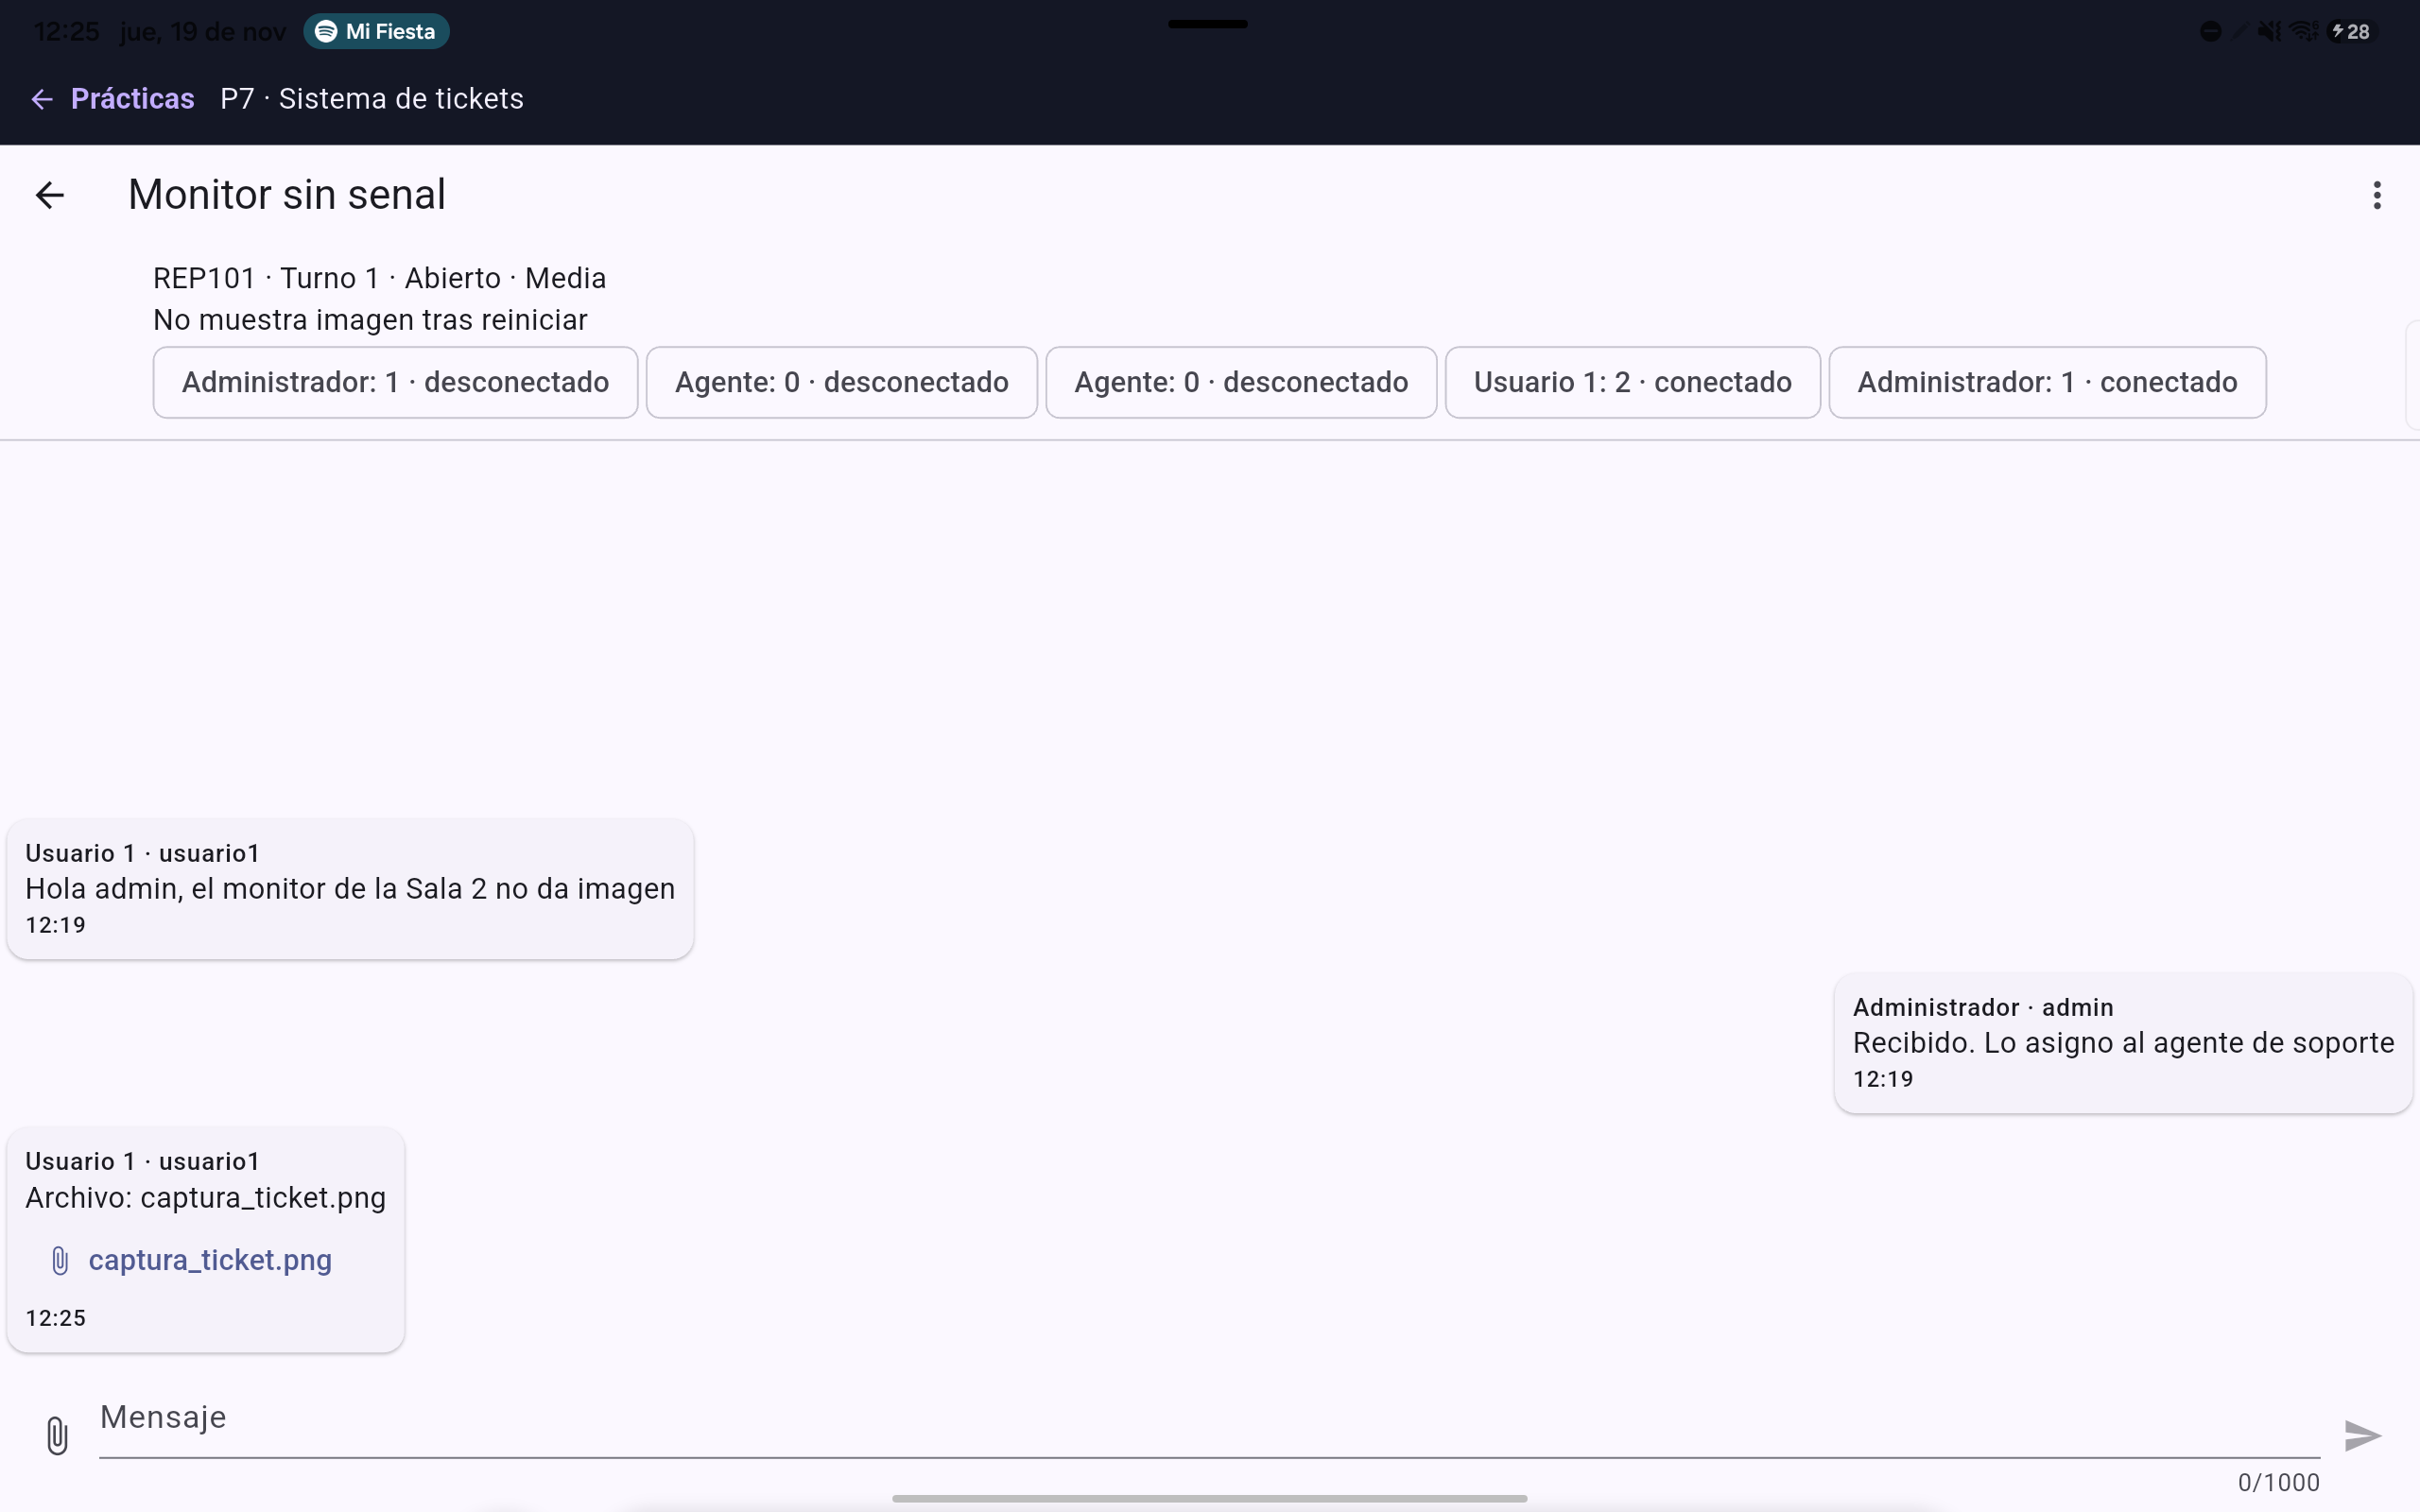 12:25 jue, 19 de nov Mi Fiesta 28
Prácticas P7 · Sistema de tickets
Monitor sin senal
REP101 · Turno 1 · Abierto · Media
No muestra imagen tras reiniciar
Administrador: 1 · desconectado Agente: 0 · desconectado Agente: 0 · desconectado Usuario 1: 2 · conectado Administrador: 1 · conectado
Usuario 1 · usuario1
Hola admin, el monitor de la Sala 2 no da imagen
12:19
Administrador · admin
Recibido. Lo asigno al agente de soporte
12:19
Usuario 1 · usuario1
Archivo: captura_ticket.png
captura_ticket.png
12:25
Mensaje
0/1000